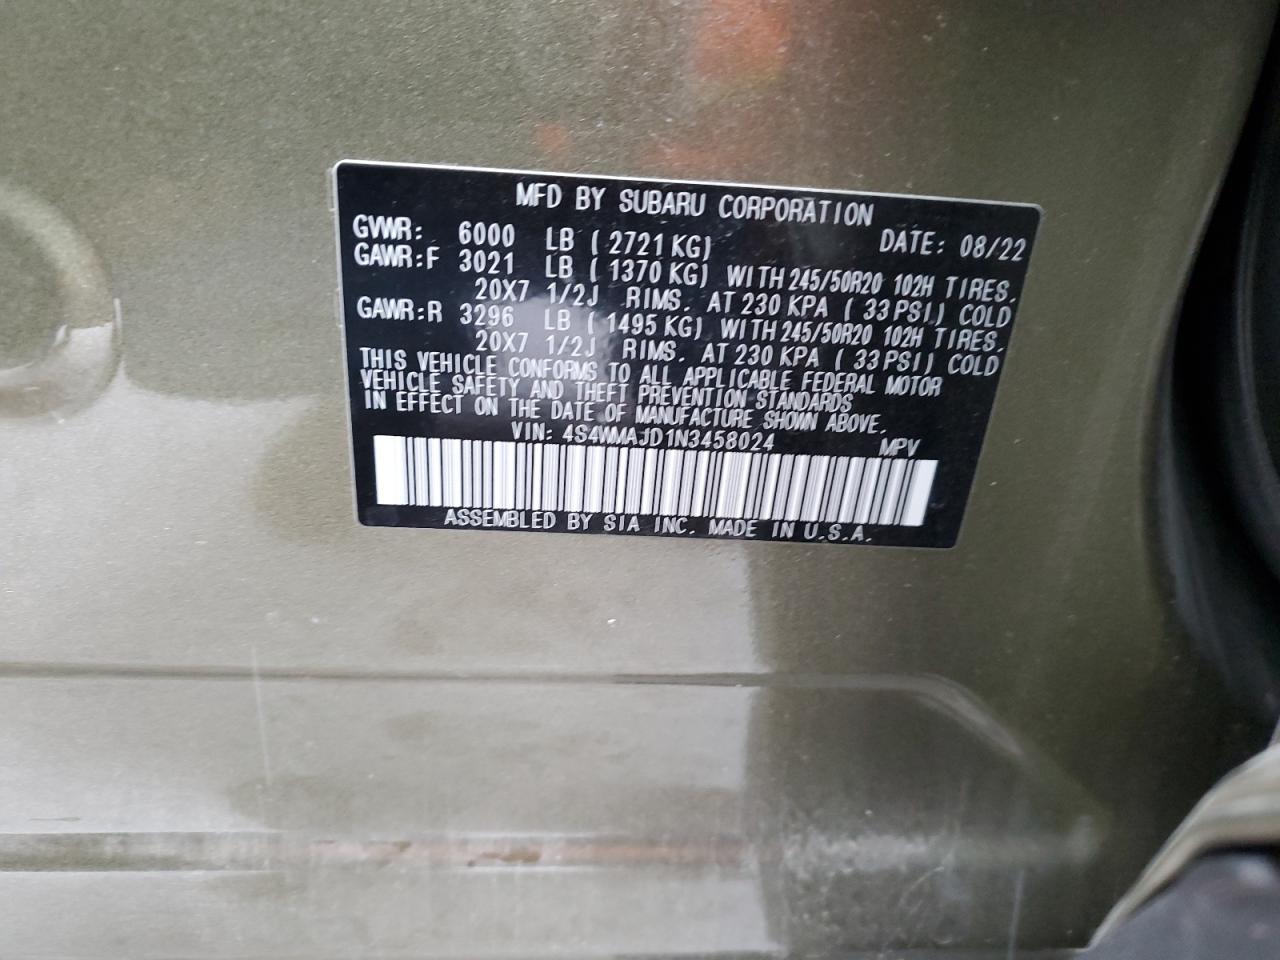 MFD BY SUBARU CORPORATION
GVWR: 6000 LB ( 2721 KG) DATE: 08/22
GAWR:F 3021 LB ( 1370 KG) WITH 245/50R20 102H TIRES.
20X7 1/2J RIMS. AT 230 KPA ( 33 PSI) COLD
GAWR:R 3296 LB ( 1495 KG) WITH 245/50R20 102H TIRES.
20X7 1/2J RIMS. AT 230 KPA ( 33 PSI) COLD
THIS VEHICLE CONFORMS TO ALL APPLICABLE FEDERAL MOTOR
VEHICLE SAFETY AND THEFT PREVENTION STANDARDS
IN EFFECT ON THE DATE OF MANUFACTURE SHOWN ABOVE.
VIN: 4S4WMAJD1N3458024 MPV
ASSEMBLED BY SIA INC. MADE IN U.S.A.